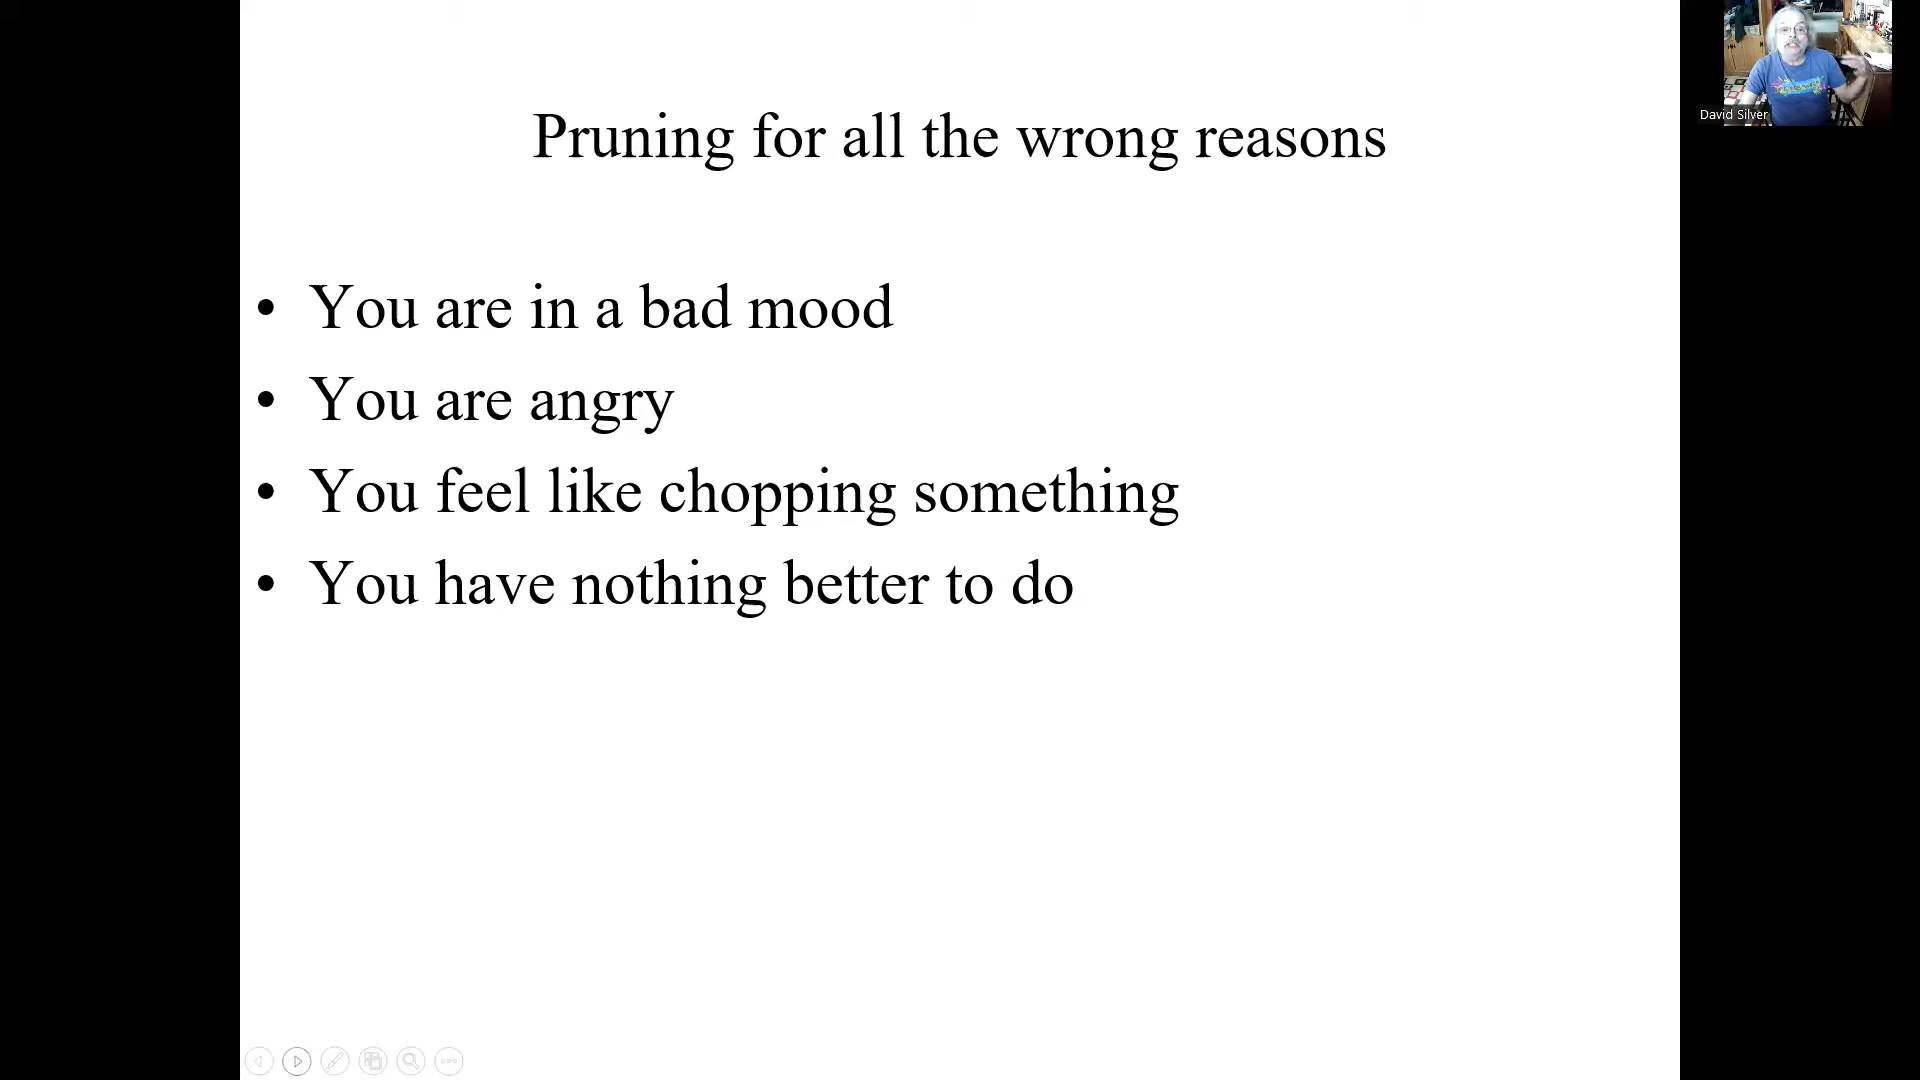 David Silver
Pruning for all the wrong reasons
• You are in a bad mood
• You are angry
• You feel like chopping something
• You have nothing better to do